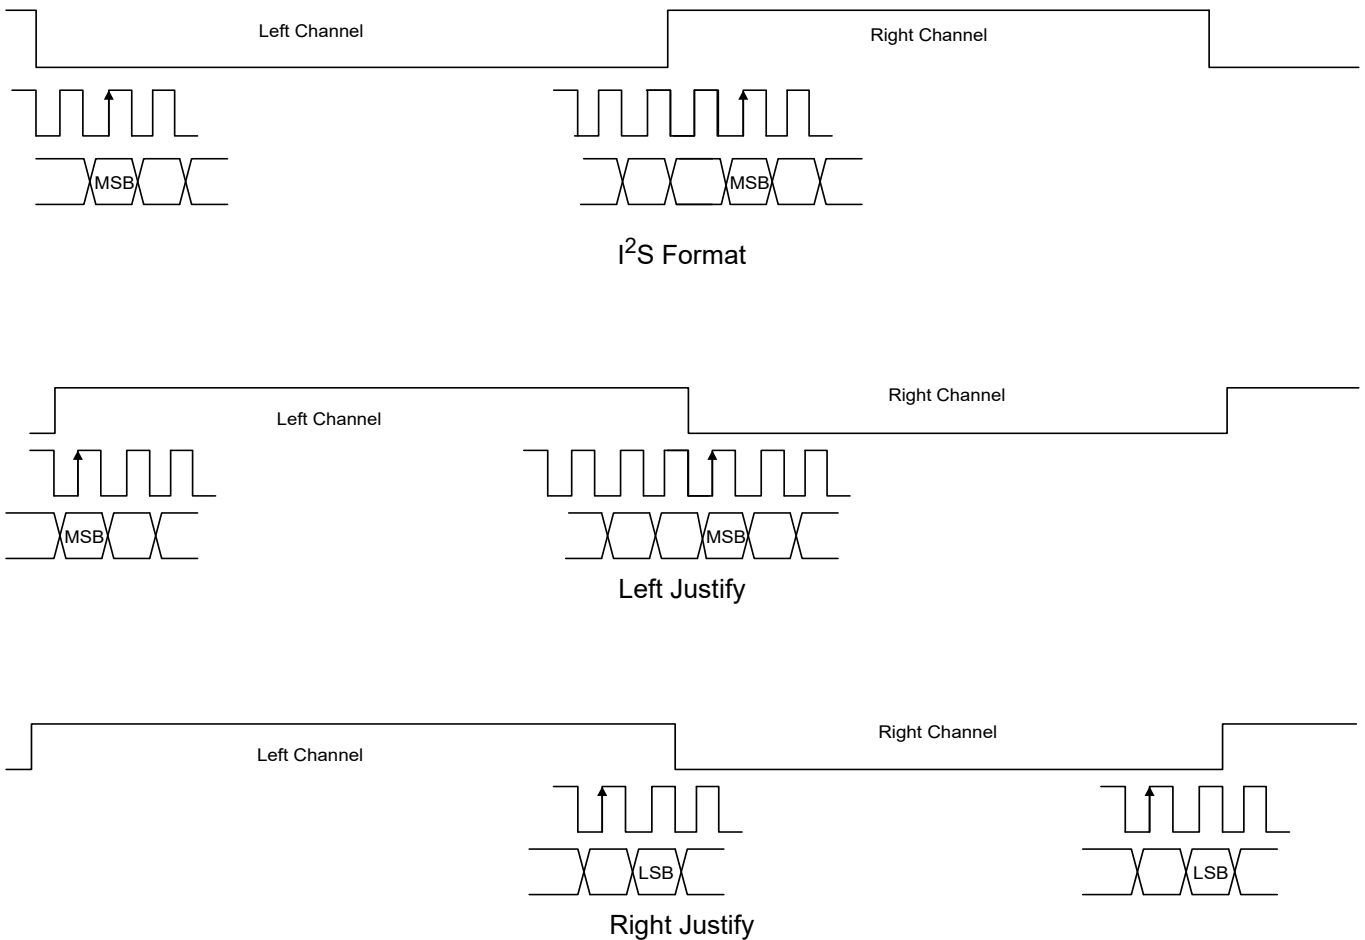 Left Channel
Right Channel
MSB
MSB
I²S Format
Left Channel
Right Channel
MSB
MSB
Left Justify
Left Channel
Right Channel
LSB
LSB
Right Justify